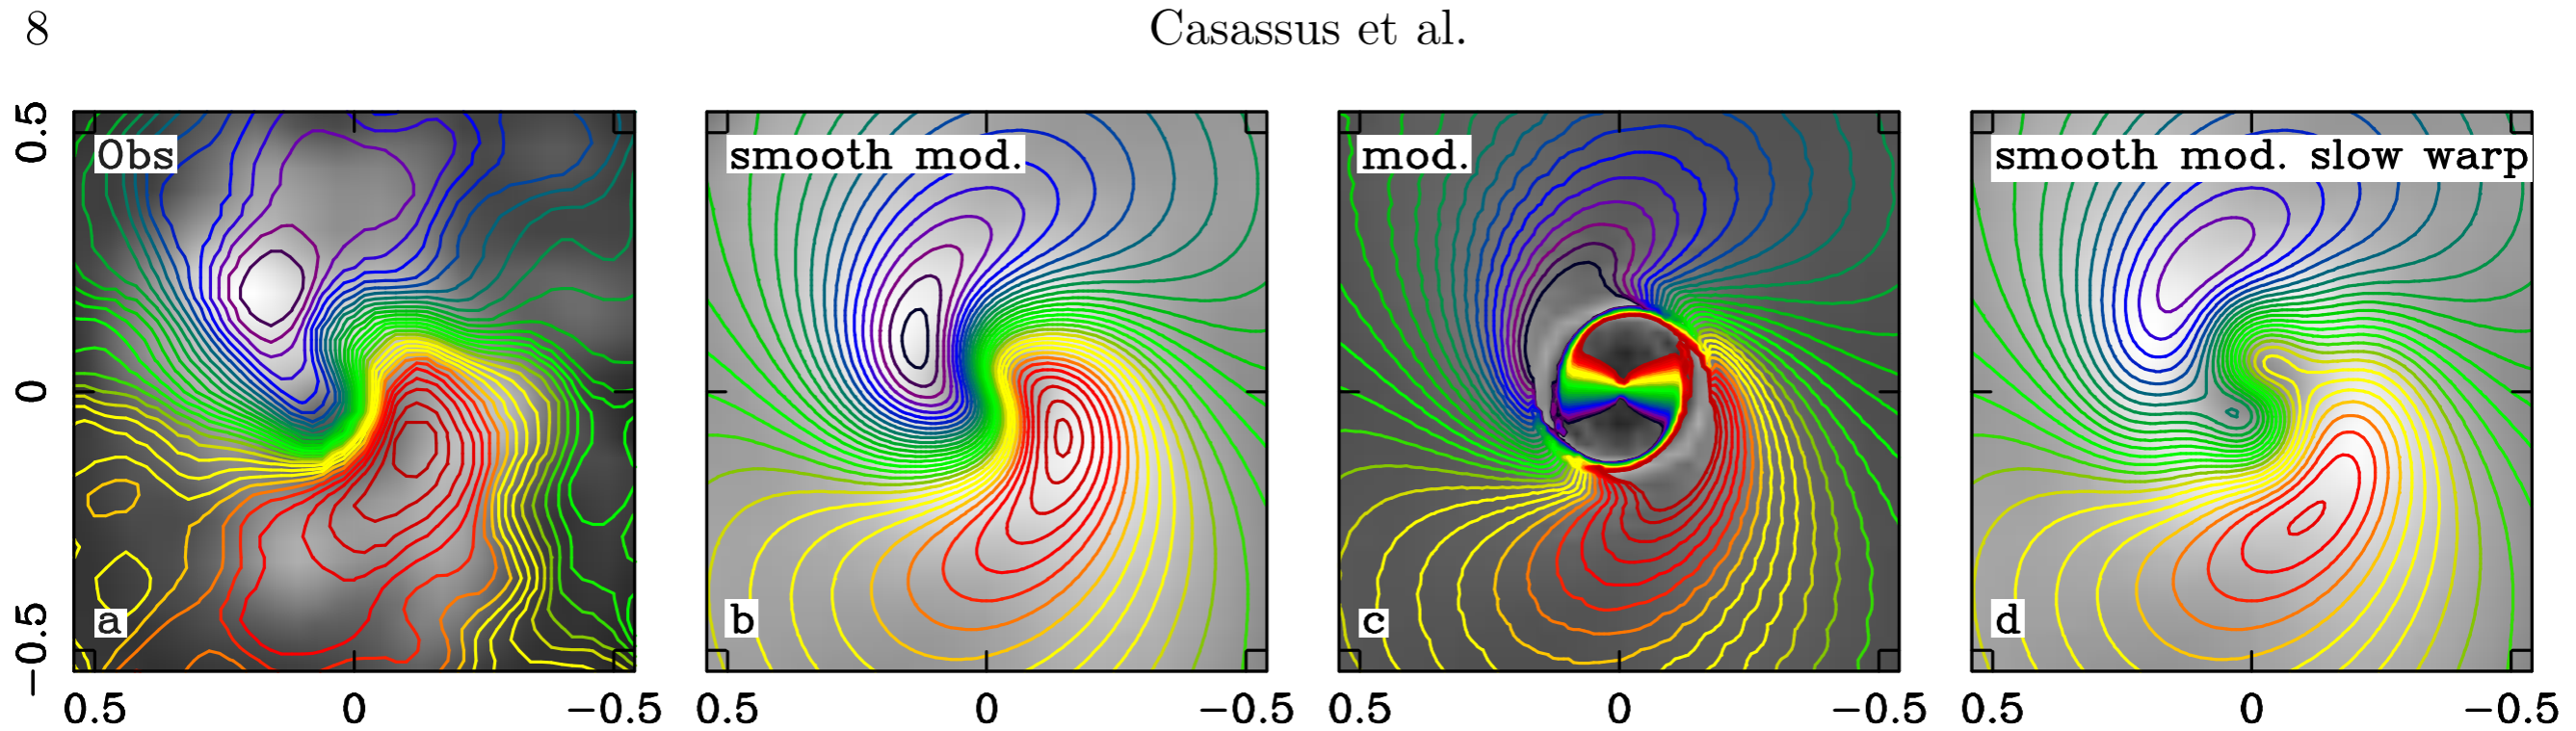 8 Casassus et al.
0.5 0 −0.5
Obs
a
smooth mod.
b
mod.
c
smooth mod. slow warp
d
0.5 0 −0.5 0.5 0 −0.5 0.5 0 −0.5 0.5 0 −0.5